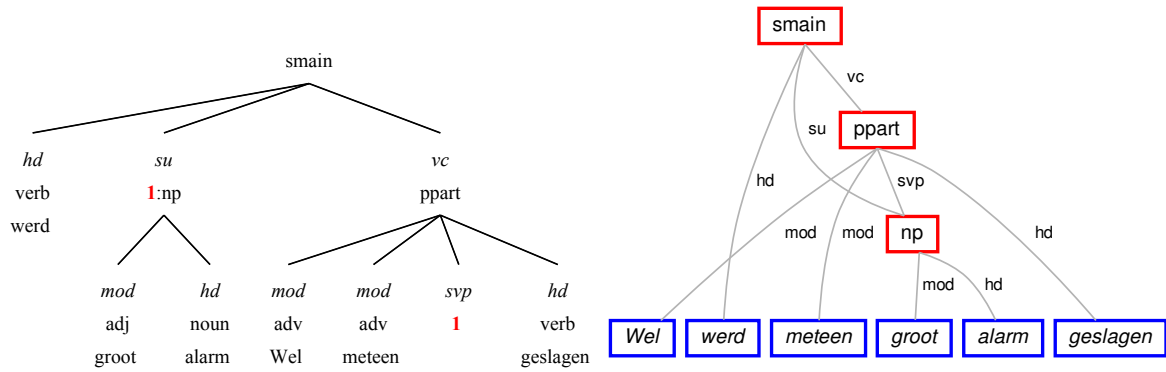 smain
hd su vc
verb 1:np ppart
werd
mod hd mod mod svp hd
adj noun adv adv 1 verb
groot alarm Wel meteen geslagen
smain
vc
ppart
su
svp
hd
np
mod mod hd
mod hd
Wel werd meteen groot alarm geslagen